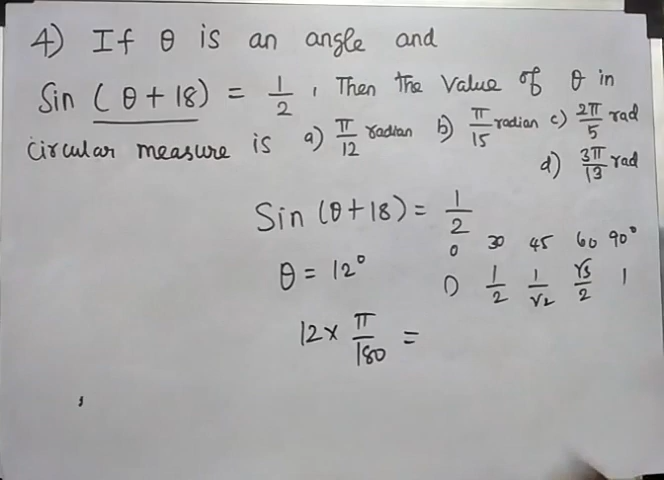 4) If θ is an angle and
Sin (θ + 18) = 1/2 , Then the Value of θ in
circular measure is a) π/12 radian b) π/15 radian c) 2π/5 rad
d) 3π/13 rad
Sin (θ + 18) = 1/2
0 30 45 60 90°
θ = 12°
0 1/2 1/√2 √3/2 1
12 × π/180 =